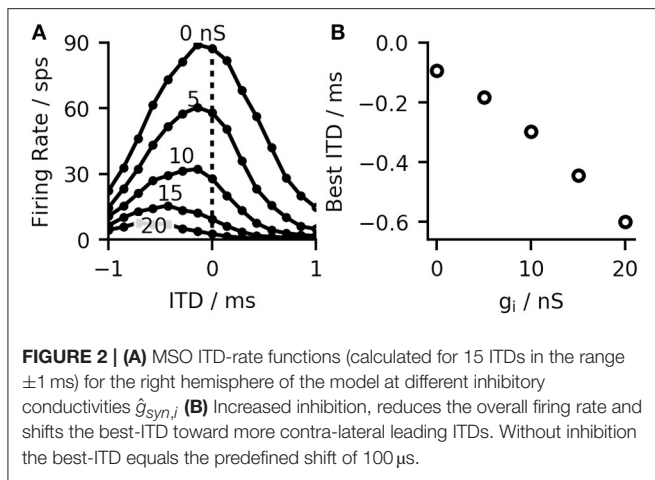 A
B
90
60
30
0
Firing Rate / sps
0 nS
5
10
15
20
−1
0
1
ITD / ms
0.0
−0.2
−0.4
−0.6
Best ITD / ms
0
10
20
gᵢ / nS
FIGURE 2 | (A) MSO ITD-rate functions (calculated for 15 ITDs in the range
±1 ms) for the right hemisphere of the model at different inhibitory
conductivities ĝsyn,i (B) Increased inhibition, reduces the overall firing rate and
shifts the best-ITD toward more contra-lateral leading ITDs. Without inhibition
the best-ITD equals the predefined shift of 100 μs.